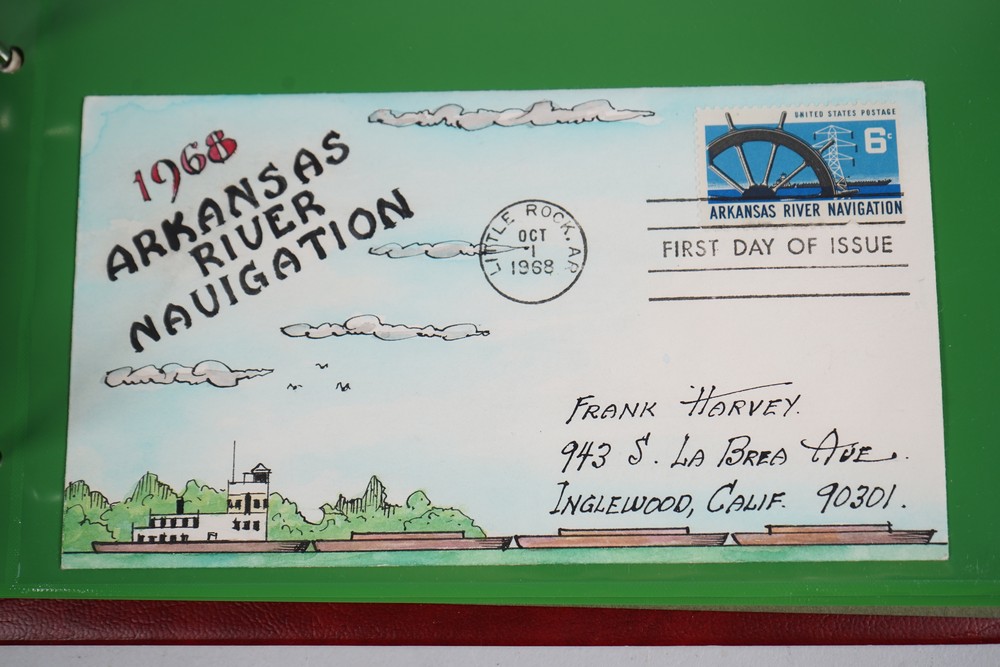 1968
ARKANSAS
RIVER
NAVIGATION
UNITED STATES POSTAGE
6c
ARKANSAS RIVER NAVIGATION
LITTLE ROCK, AR
OCT
1
1968
FIRST DAY OF ISSUE
FRANK HARVEY.
943 S. LA BREA AVE.
INGLEWOOD, CALIF. 90301.